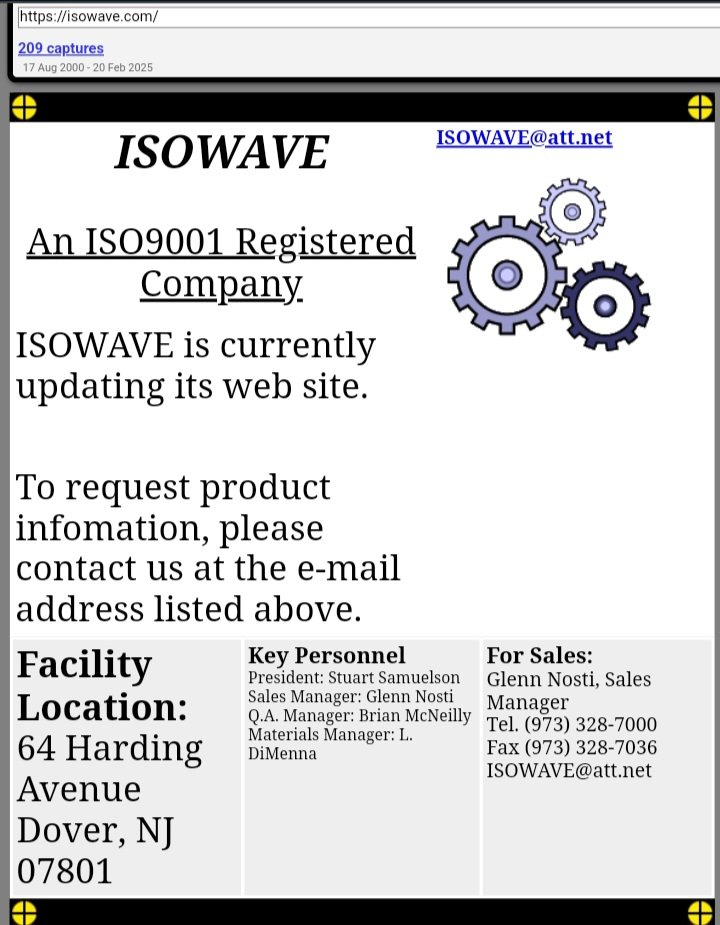 https://isowave.com/
209 captures
17 Aug 2000 - 20 Feb 2025
ISOWAVE
ISOWAVE@att.net
An ISO9001 Registered
Company
ISOWAVE is currently
updating its web site.
To request product
infomation, please
contact us at the e-mail
address listed above.
Facility
Location:
64 Harding
Avenue
Dover, NJ
07801
Key Personnel
President: Stuart Samuelson
Sales Manager: Glenn Nosti
Q.A. Manager: Brian McNeilly
Materials Manager: L.
DiMenna
For Sales:
Glenn Nosti, Sales
Manager
Tel. (973) 328-7000
Fax (973) 328-7036
ISOWAVE@att.net